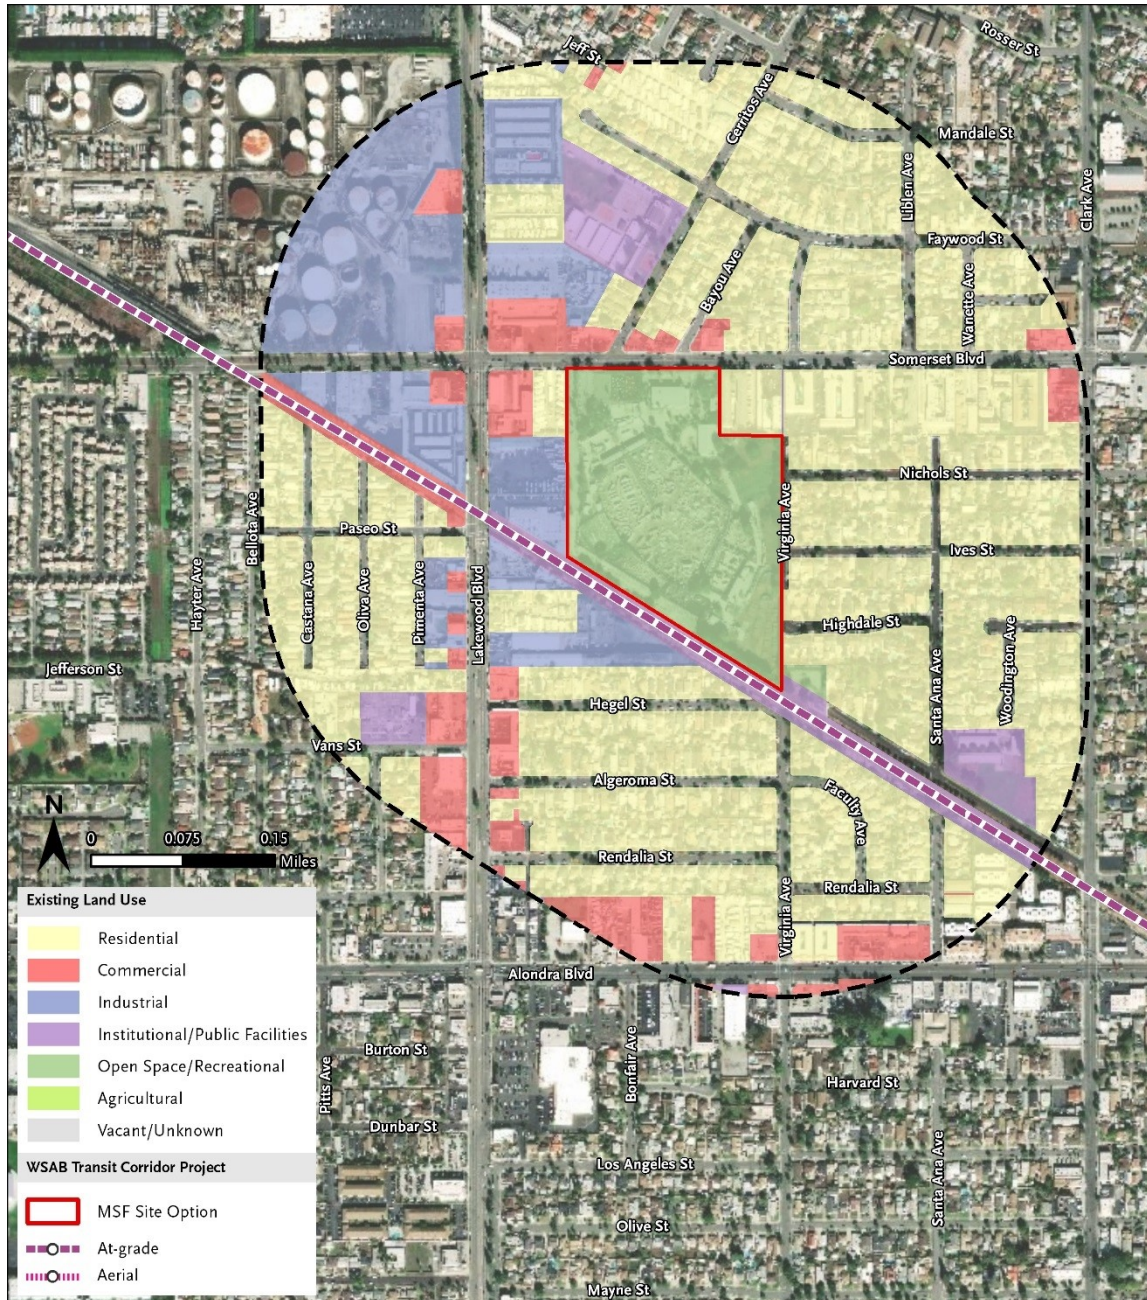 Jeff St
Rosser St
Cerritos Ave
Mandale St
Liblen Ave
Clark Ave
Faywood St
Bayou Ave
Wanette Ave
Somerset Blvd
Nichols St
Virginia Ave
Paseo St
Bellota Ave
Ives St
Hayter Ave
Castana Ave
Oliva Ave
Pimenta Ave
Lakewood Blvd
Highdale St
Woodington Ave
Jefferson St
Santa Ana Ave
Hegel St
Vans St
Algeroma St
Faculty Ave
N
0 0.075 0.15
Miles
Rendalia St
Rendalia St
Virginia Ave
Existing Land Use
Residential
Commercial
Industrial
Institutional/Public Facilities
Open Space/Recreational
Agricultural
Vacant/Unknown
WSAB Transit Corridor Project
MSF Site Option
At-grade
Aerial
Alondra Blvd
Burton St
Pitts Ave
Bonfair Ave
Harvard St
Dunbar St
Los Angeles St
Santa Ana Ave
Olive St
Mayne St